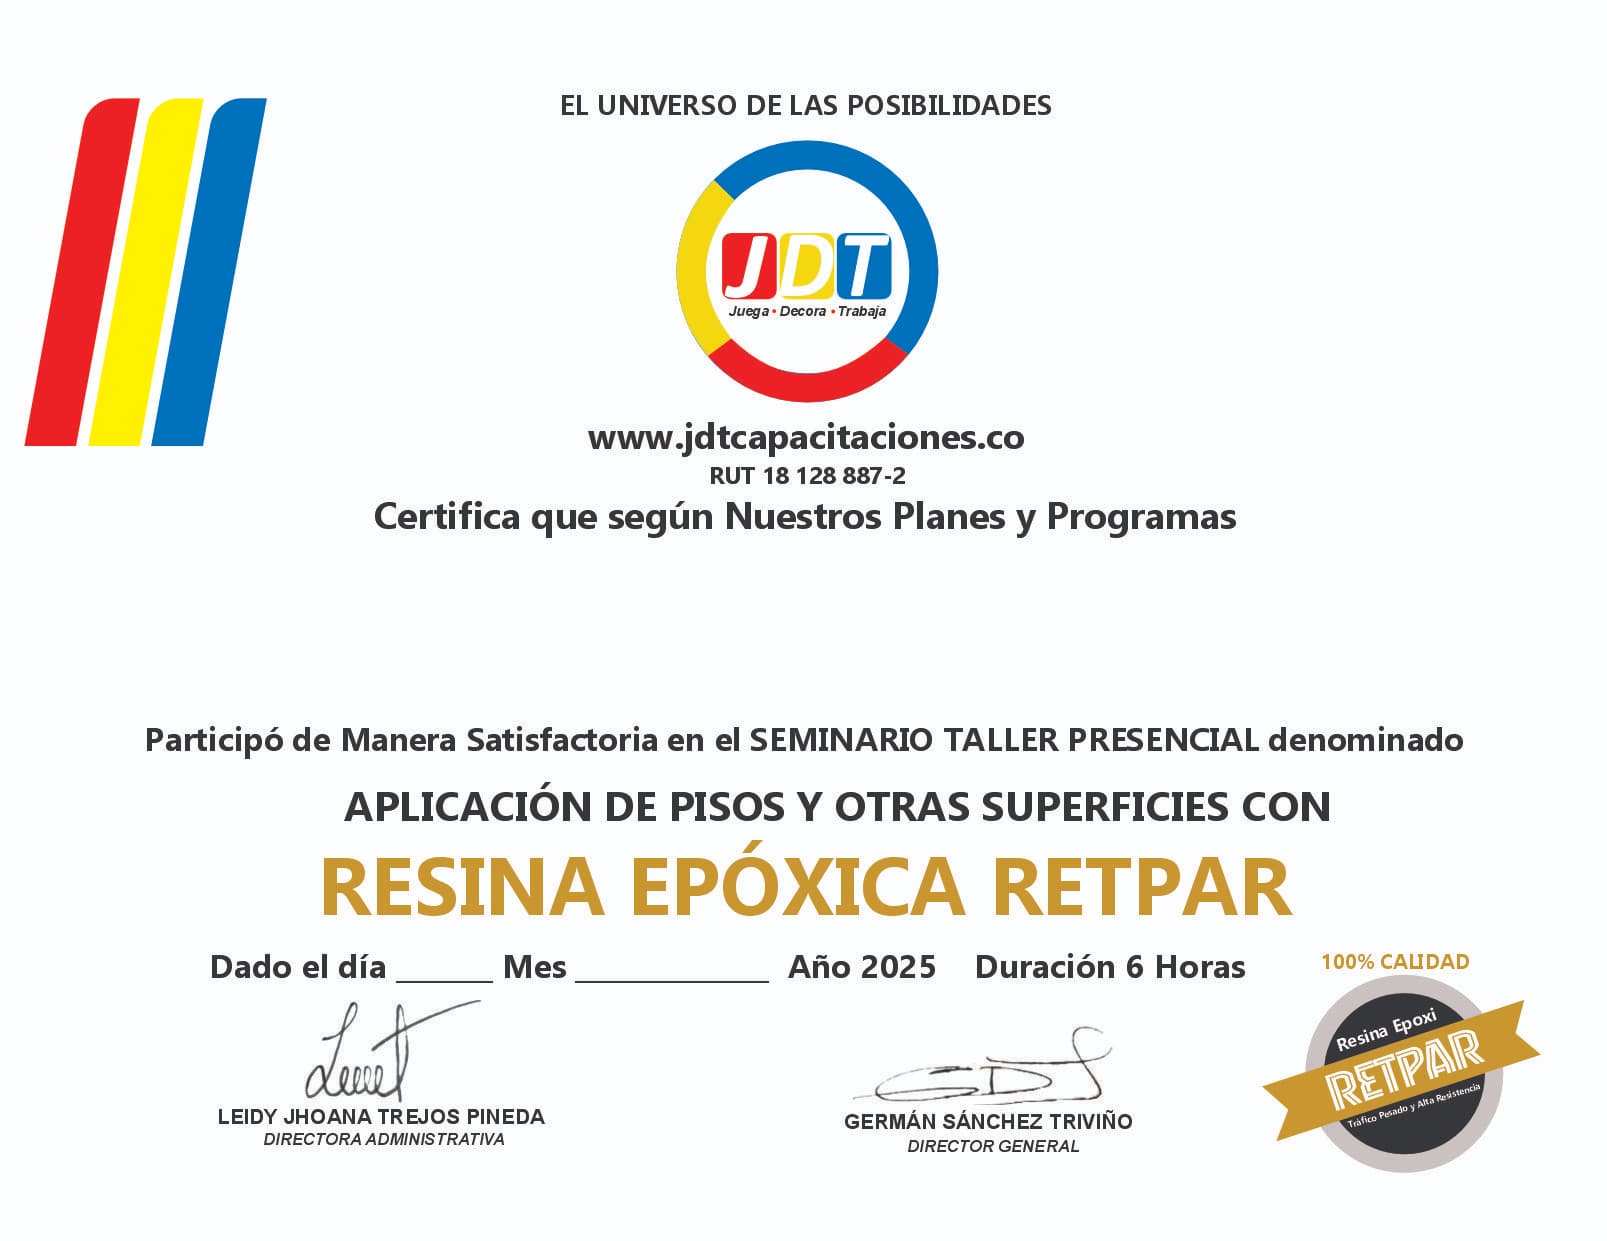 EL UNIVERSO DE LAS POSIBILIDADES
JDT
Juega • Decora • Trabaja
www.jdtcapacitaciones.co
RUT 18 128 887-2
Certifica que según Nuestros Planes y Programas
Participó de Manera Satisfactoria en el SEMINARIO TALLER PRESENCIAL denominado
APLICACIÓN DE PISOS Y OTRAS SUPERFICIES CON
RESINA EPÓXICA RETPAR
Dado el día ______ Mes ____________ Año 2025 Duración 6 Horas
LEIDY JHOANA TREJOS PINEDA
DIRECTORA ADMINISTRATIVA
GERMÁN SÁNCHEZ TRIVIÑO
DIRECTOR GENERAL
100% CALIDAD
Resina Epoxi
RETPAR
Tráfico Pesado y Alta Resistencia